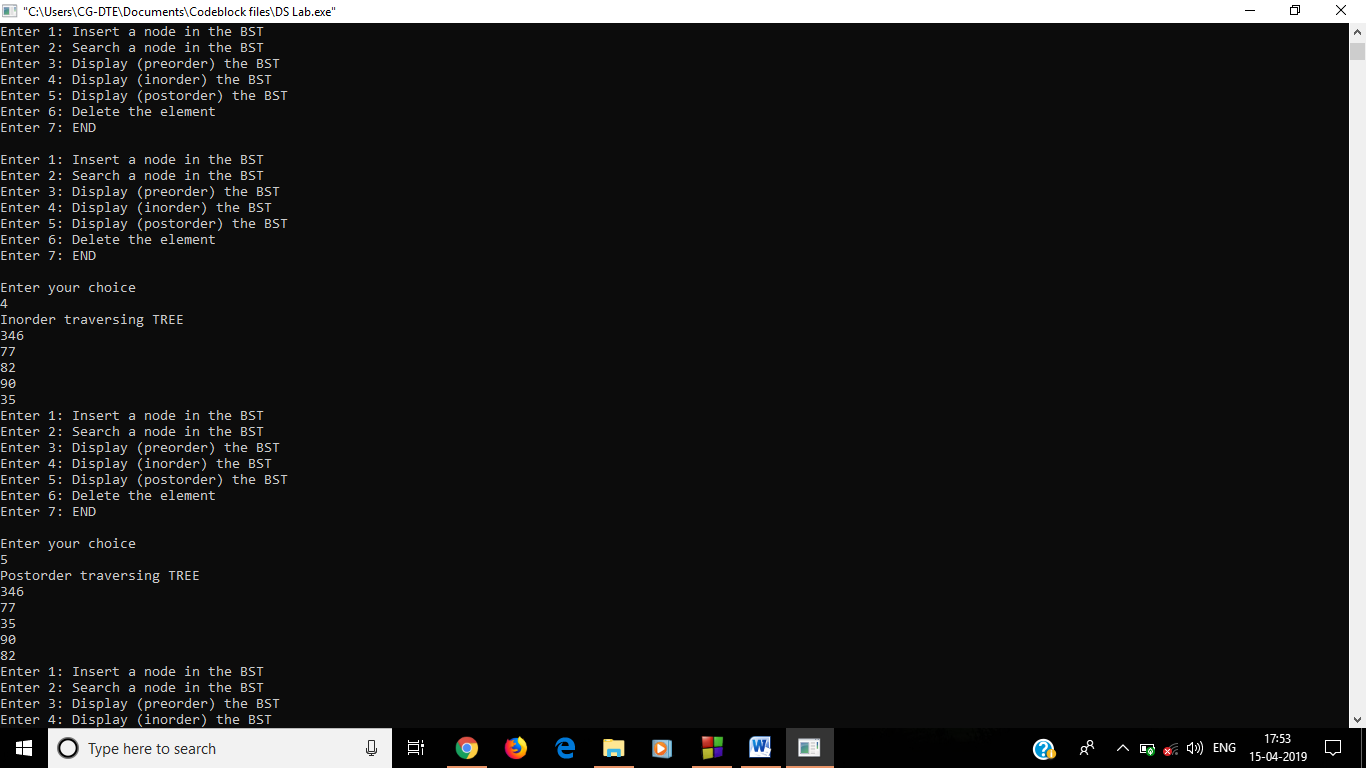 "C:\Users\CG-DTE\Documents\Codeblock files\DS Lab.exe"
Enter 1: Insert a node in the BST
Enter 2: Search a node in the BST
Enter 3: Display (preorder) the BST
Enter 4: Display (inorder) the BST
Enter 5: Display (postorder) the BST
Enter 6: Delete the element
Enter 7: END
Enter 1: Insert a node in the BST
Enter 2: Search a node in the BST
Enter 3: Display (preorder) the BST
Enter 4: Display (inorder) the BST
Enter 5: Display (postorder) the BST
Enter 6: Delete the element
Enter 7: END
Enter your choice
4
Inorder traversing TREE
346
77
82
90
35
Enter 1: Insert a node in the BST
Enter 2: Search a node in the BST
Enter 3: Display (preorder) the BST
Enter 4: Display (inorder) the BST
Enter 5: Display (postorder) the BST
Enter 6: Delete the element
Enter 7: END
Enter your choice
5
Postorder traversing TREE
346
77
35
90
82
Enter 1: Insert a node in the BST
Enter 2: Search a node in the BST
Enter 3: Display (preorder) the BST
Enter 4: Display (inorder) the BST
Type here to search
ENG
17:53
15-04-2019